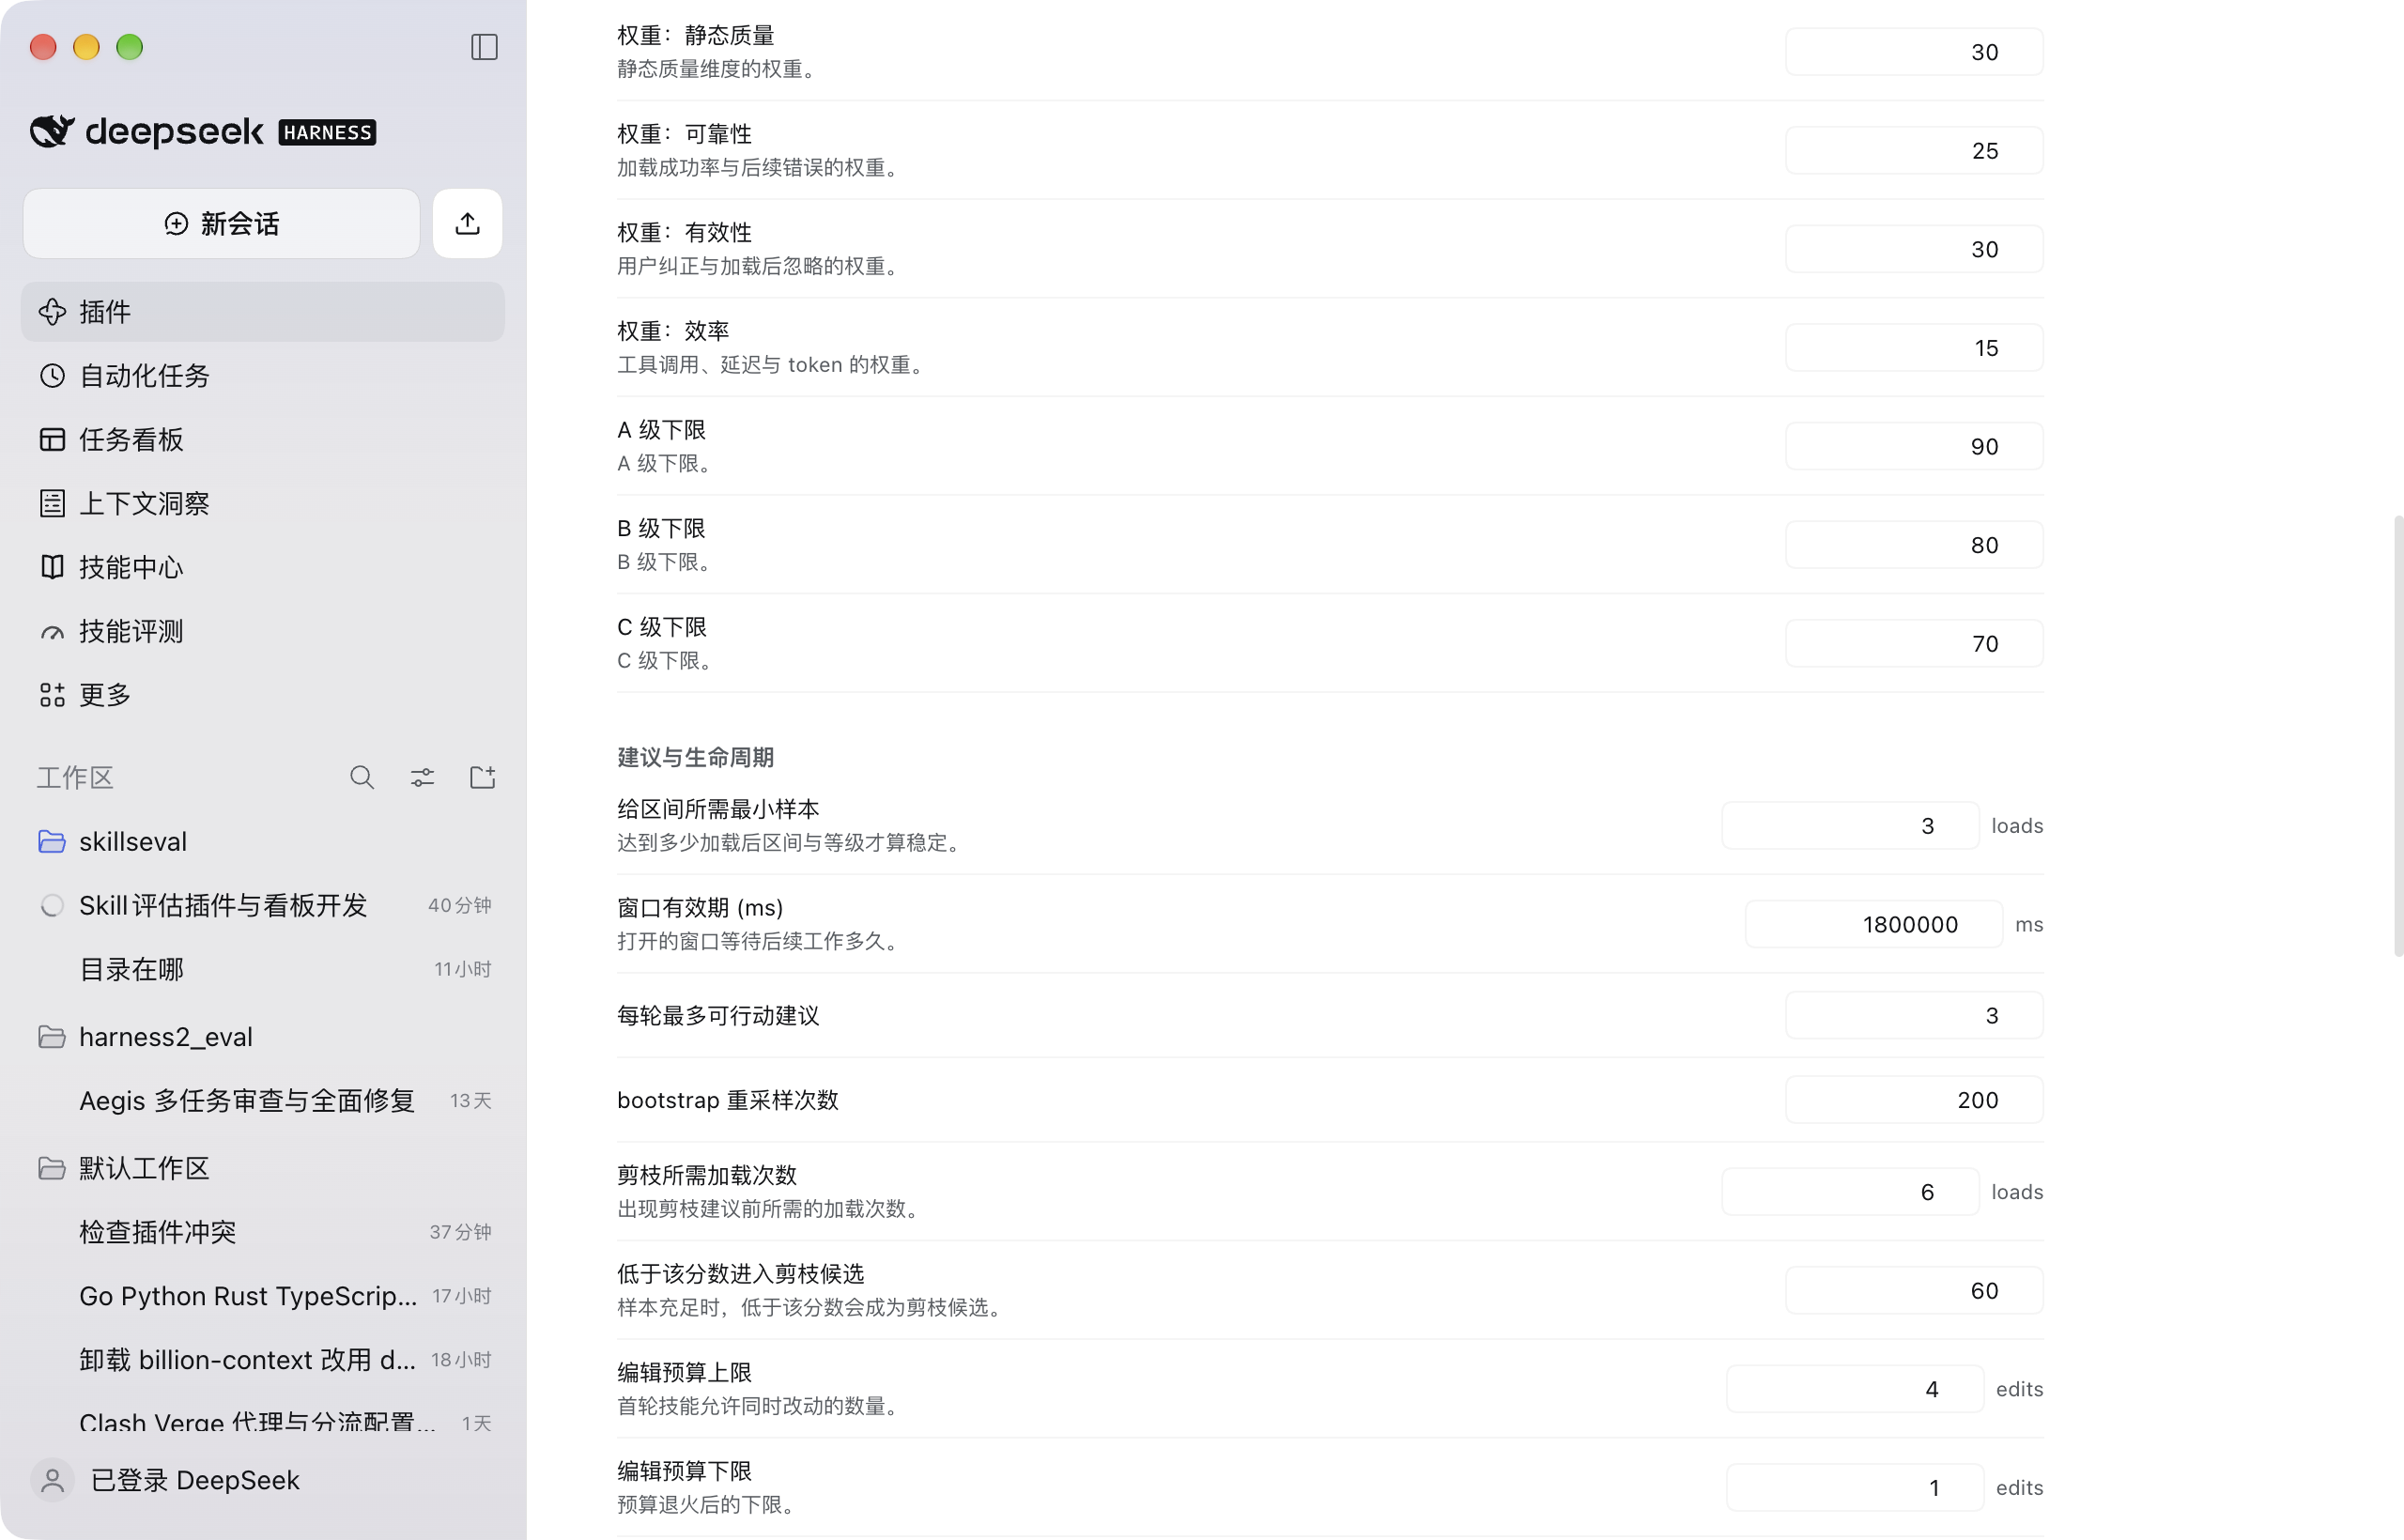 deepseek HARNESS
新会话
插件
自动化任务
任务看板
上下文洞察
技能中心
技能评测
更多
工作区
skillseval
Skill 评估插件与看板开发 40 分钟
目录在哪 11 小时
harness2_eval
Aegis 多任务审查与全面修复 13 天
默认工作区
检查插件冲突 37 分钟
Go Python Rust TypeScrip... 17 小时
卸载 billion-context 改用 d... 18 小时
Clash Verge 代理与分流配置... 1 天
已登录 DeepSeek
权重：静态质量
静态质量维度的权重。
30
权重：可靠性
加载成功率与后续错误的权重。
25
权重：有效性
用户纠正与加载后忽略的权重。
30
权重：效率
工具调用、延迟与 token 的权重。
15
A 级下限
A 级下限。
90
B 级下限
B 级下限。
80
C 级下限
C 级下限。
70
建议与生命周期
给区间所需最小样本
达到多少加载后区间与等级才算稳定。
3 loads
窗口有效期 (ms)
打开的窗口等待后续工作多久。
1800000 ms
每轮最多可行动建议
3
bootstrap 重采样次数
200
剪枝所需加载次数
出现剪枝建议前所需的加载次数。
6 loads
低于该分数进入剪枝候选
样本充足时，低于该分数会成为剪枝候选。
60
编辑预算上限
首轮技能允许同时改动的数量。
4 edits
编辑预算下限
预算退火后的下限。
1 edits